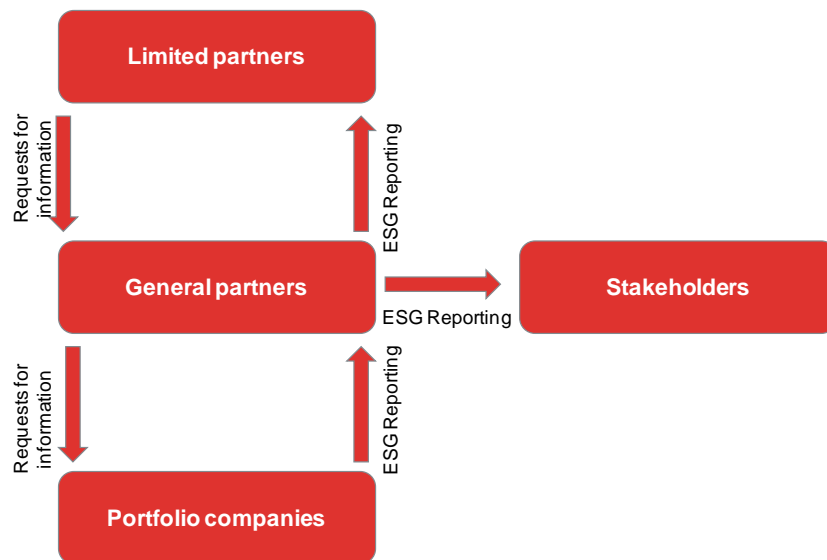 Limited partners
Requests for
information
ESG Reporting
General partners
ESG Reporting
Stakeholders
Requests for
information
ESG Reporting
Portfolio companies